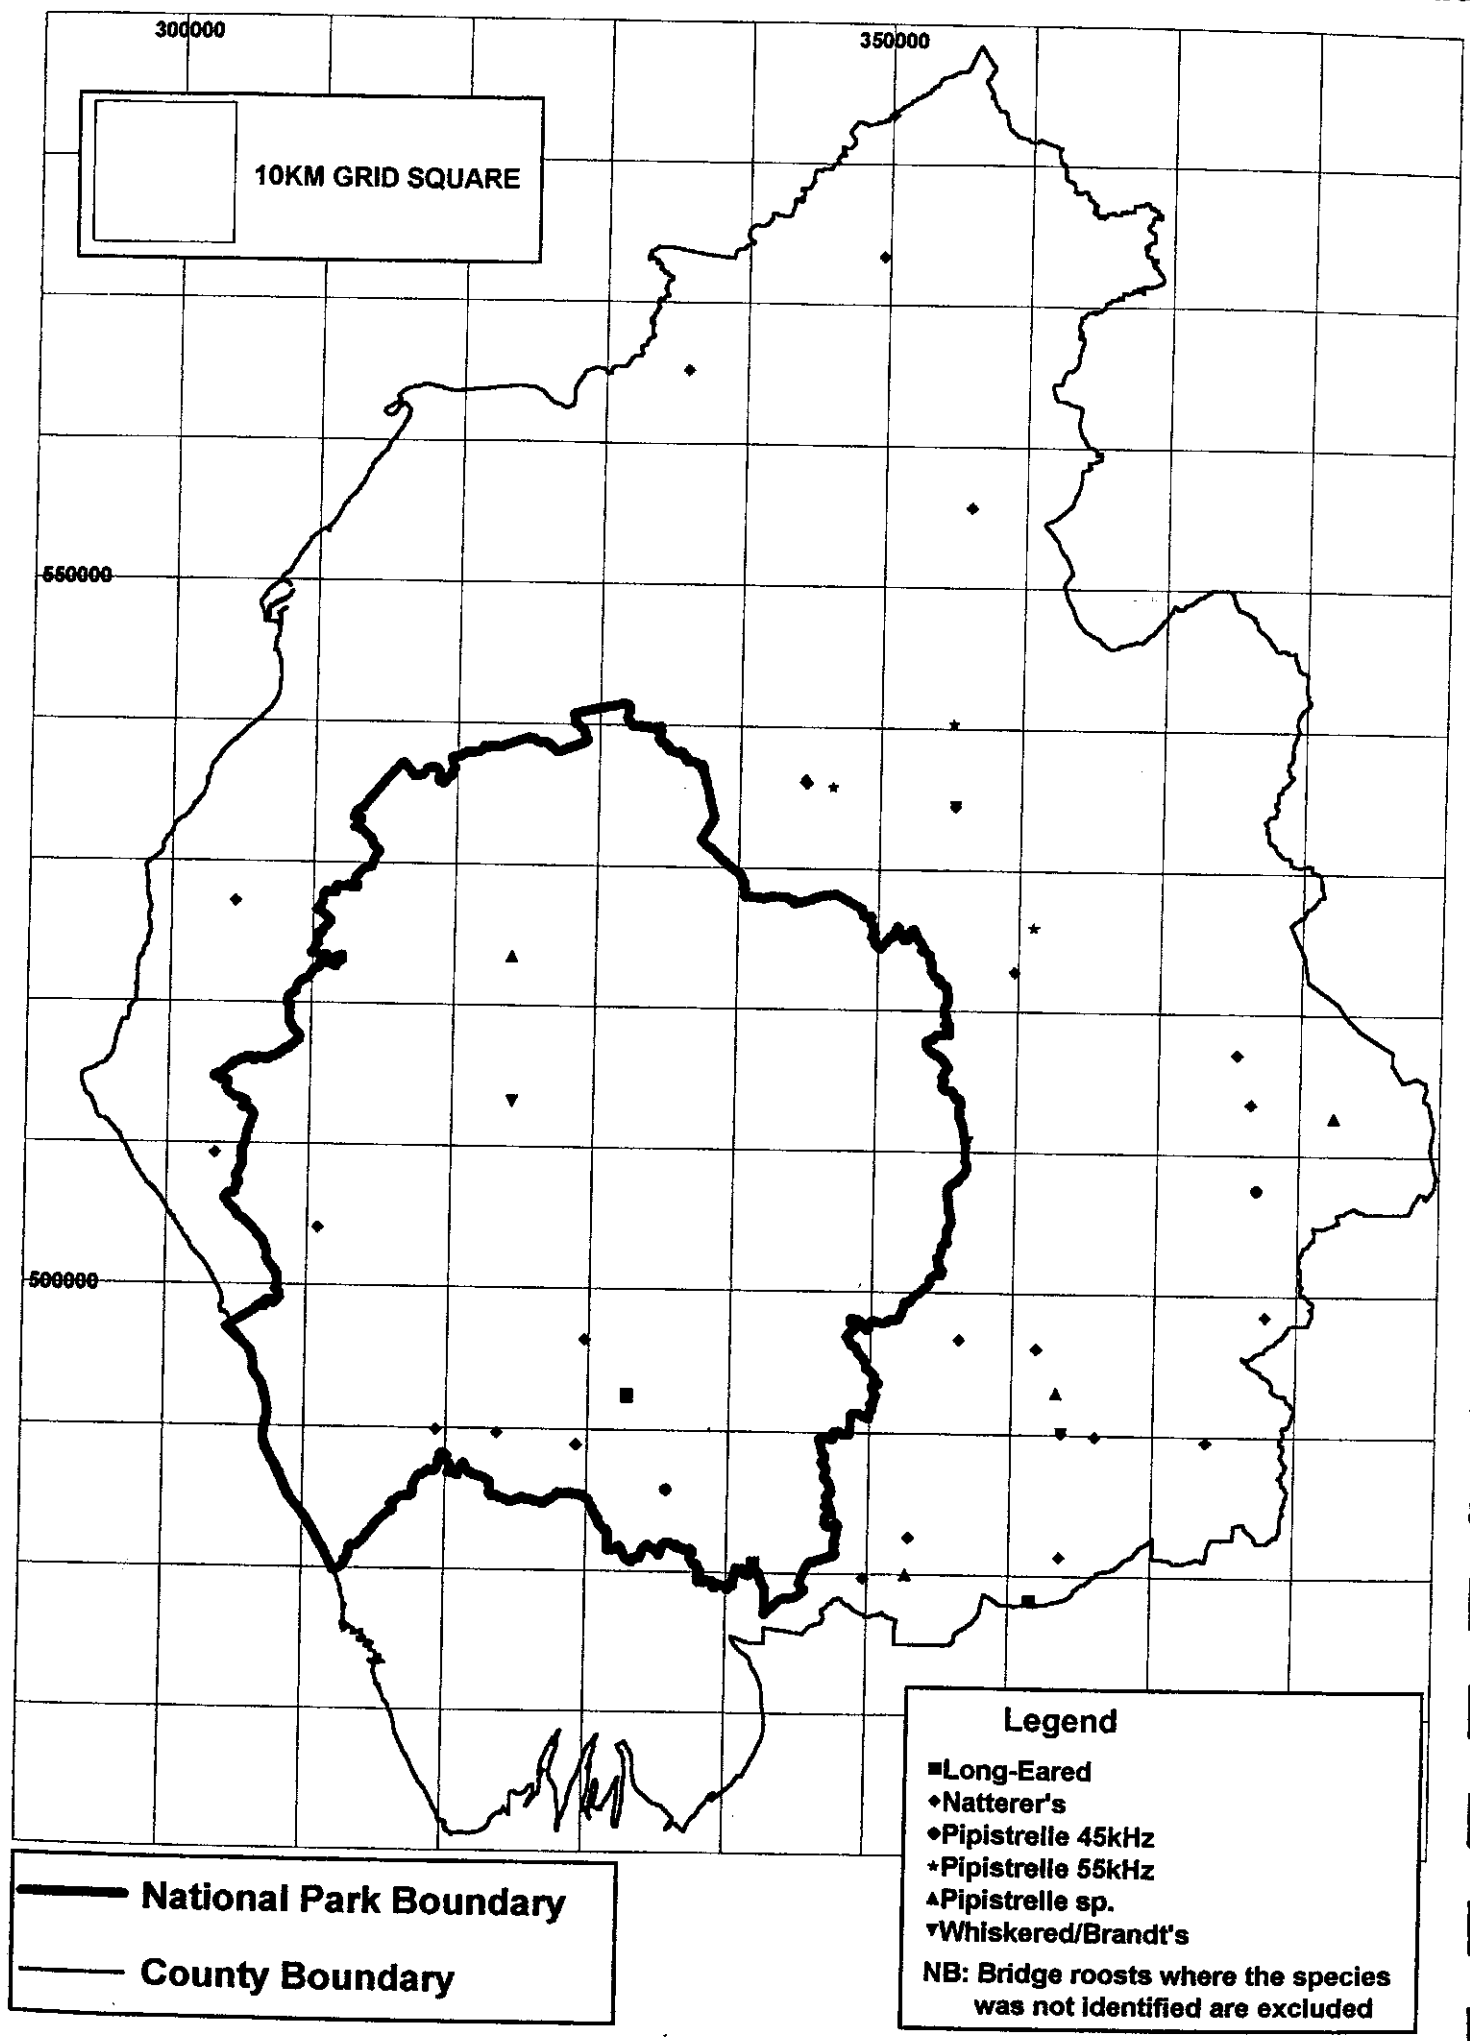 300000
350000
10KM GRID SQUARE
550000
500000
Legend
Long-Eared
Natterer's
Pipistrelle 45kHz
Pipistrelle 55kHz
Pipistrelle sp.
Whiskered/Brandt's
NB: Bridge roosts where the species
was not identified are excluded
National Park Boundary
County Boundary